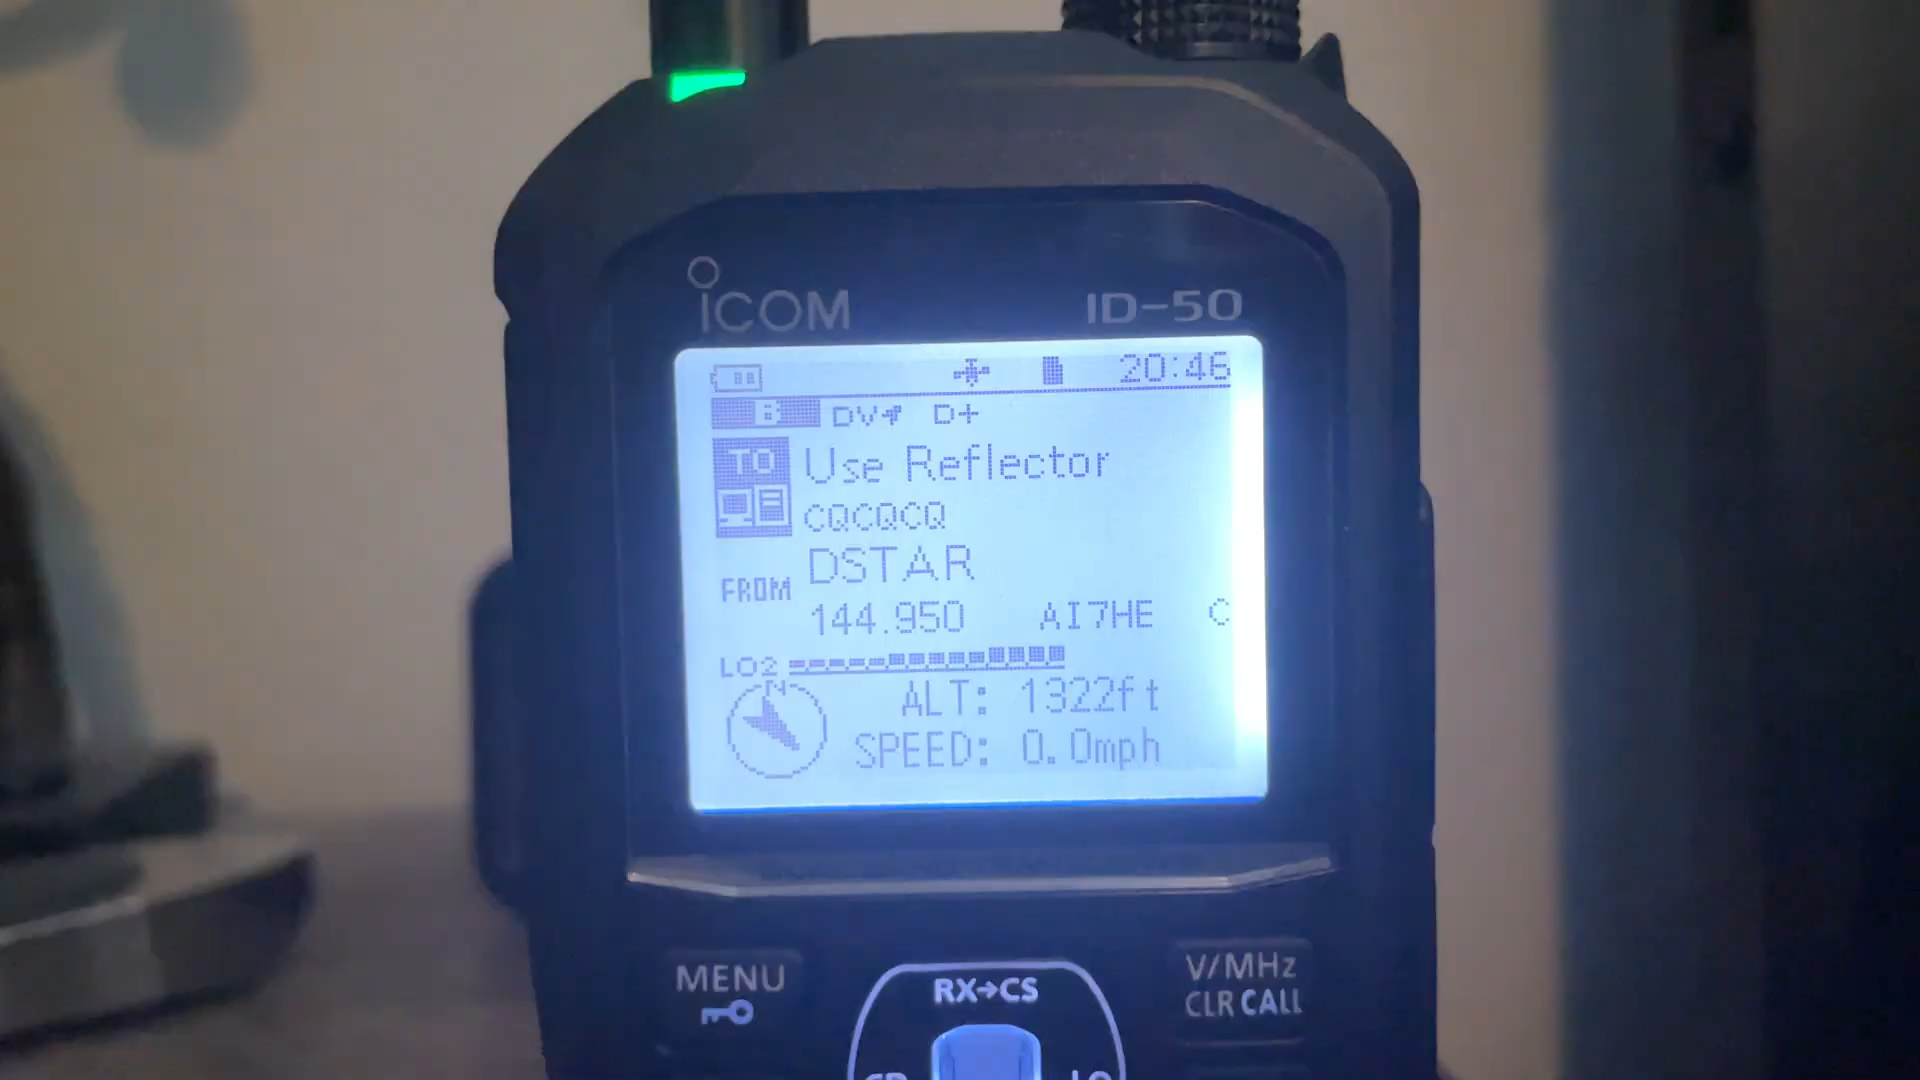 ICOM ID-50
20:46
B DV D+
TO Use Reflector
CQCQCQ
FROM DSTAR
144.950 AI7HE C
LO2
N
ALT: 1322ft
SPEED: 0.0mph
MENU
RX→CS
V/MHz
CLR CALL